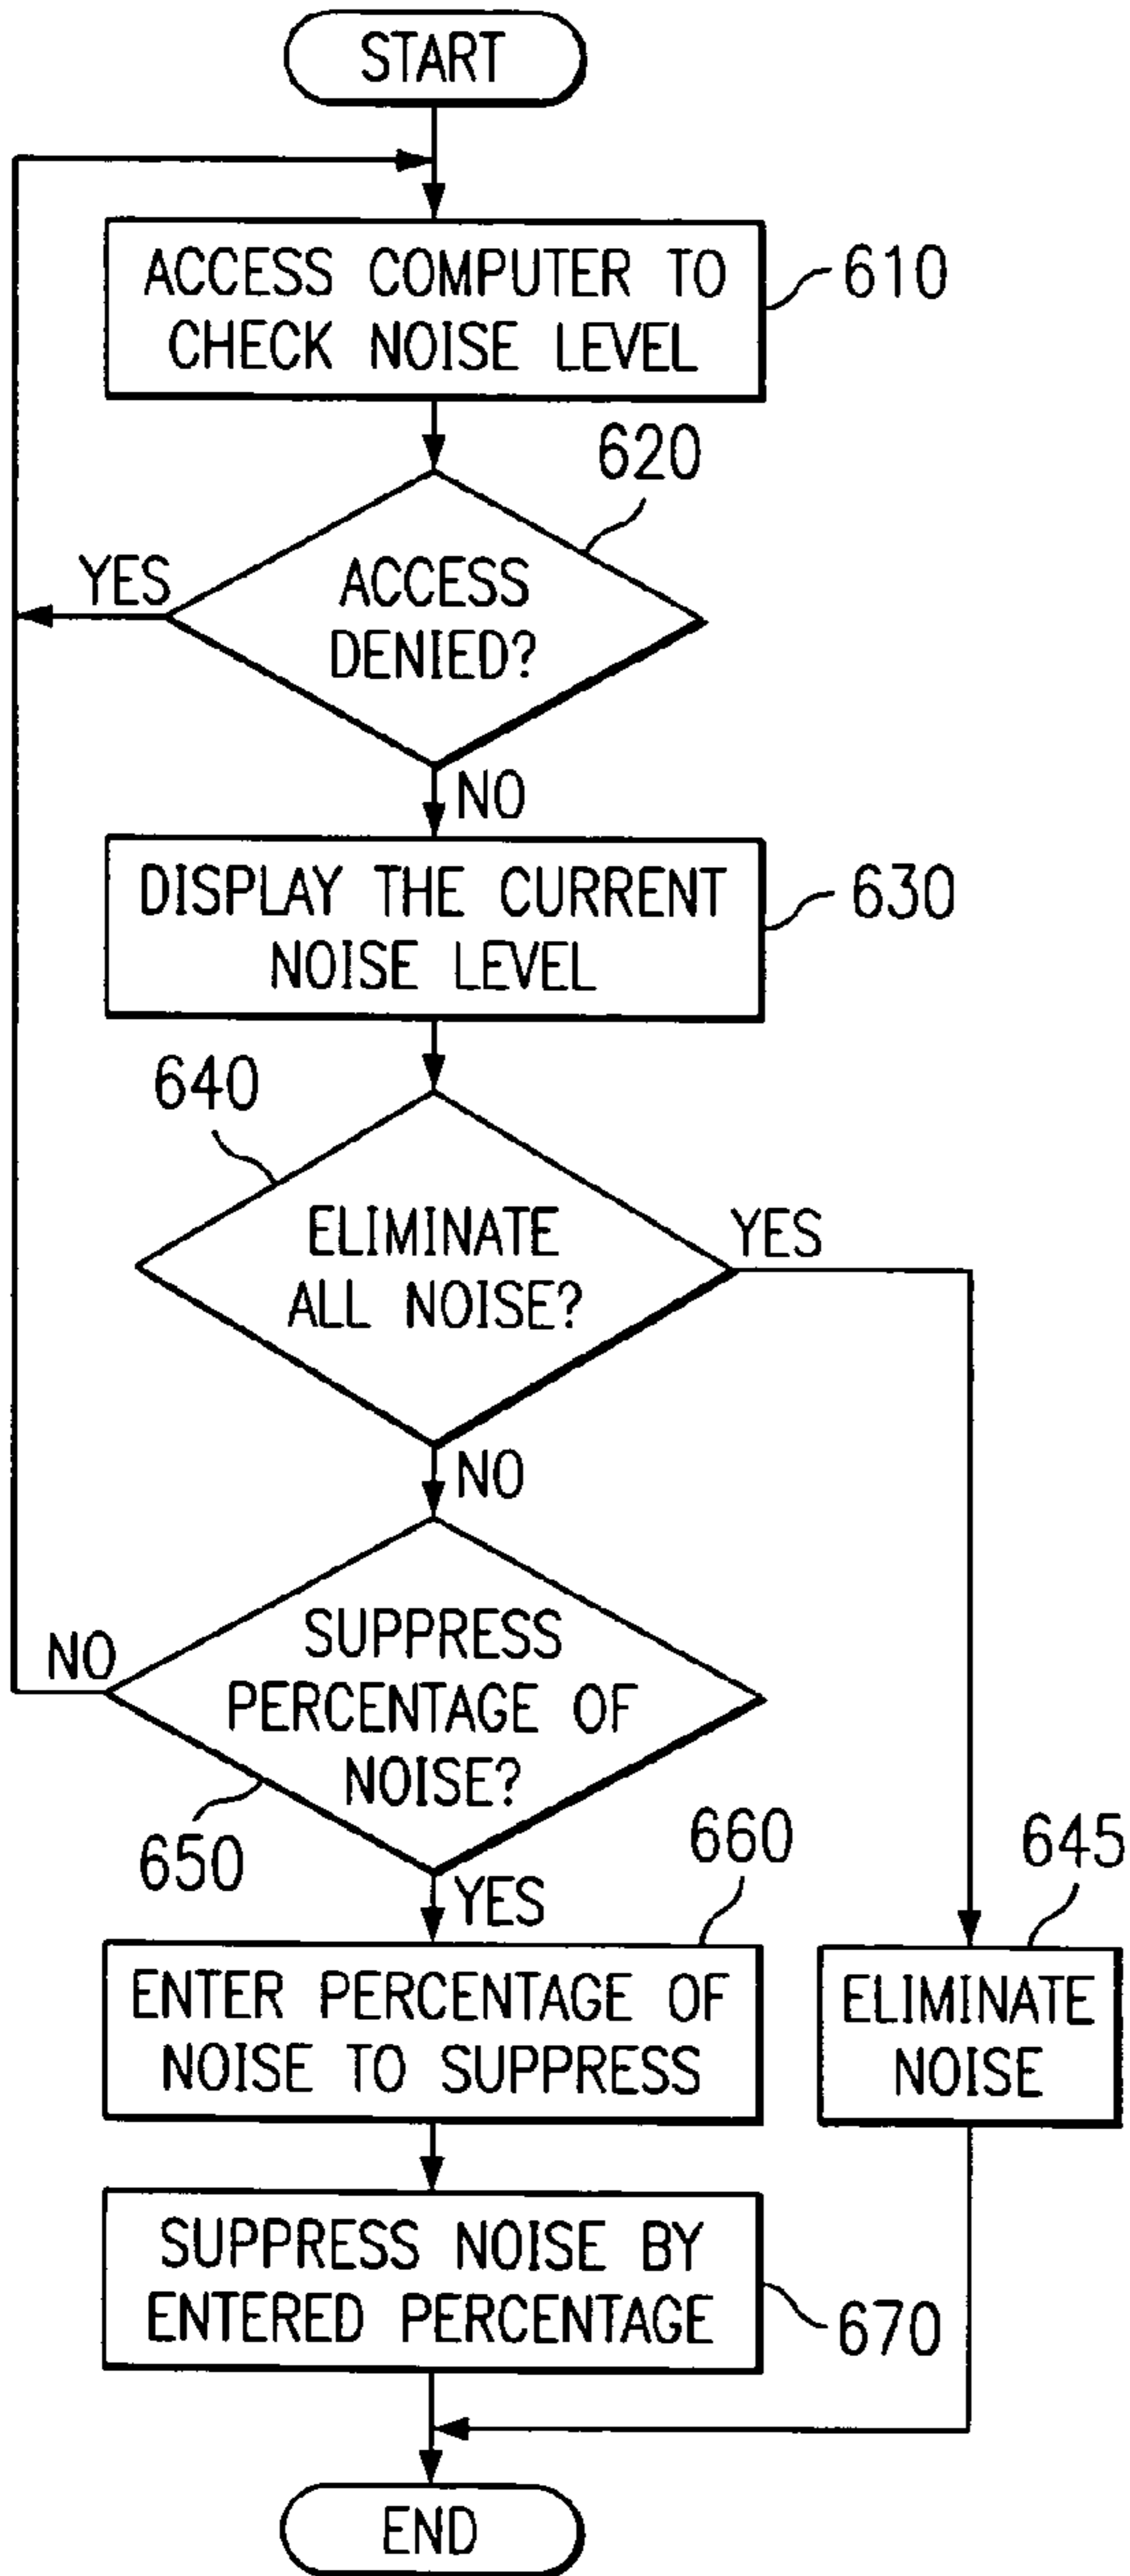 START
ACCESS COMPUTER TO
CHECK NOISE LEVEL
610
620
ACCESS
DENIED?
YES
NO
DISPLAY THE CURRENT
NOISE LEVEL
630
640
ELIMINATE
ALL NOISE?
YES
NO
SUPPRESS
PERCENTAGE OF
NOISE?
NO
650
YES
660
645
ENTER PERCENTAGE OF
NOISE TO SUPPRESS
ELIMINATE
NOISE
SUPPRESS NOISE BY
ENTERED PERCENTAGE
670
END